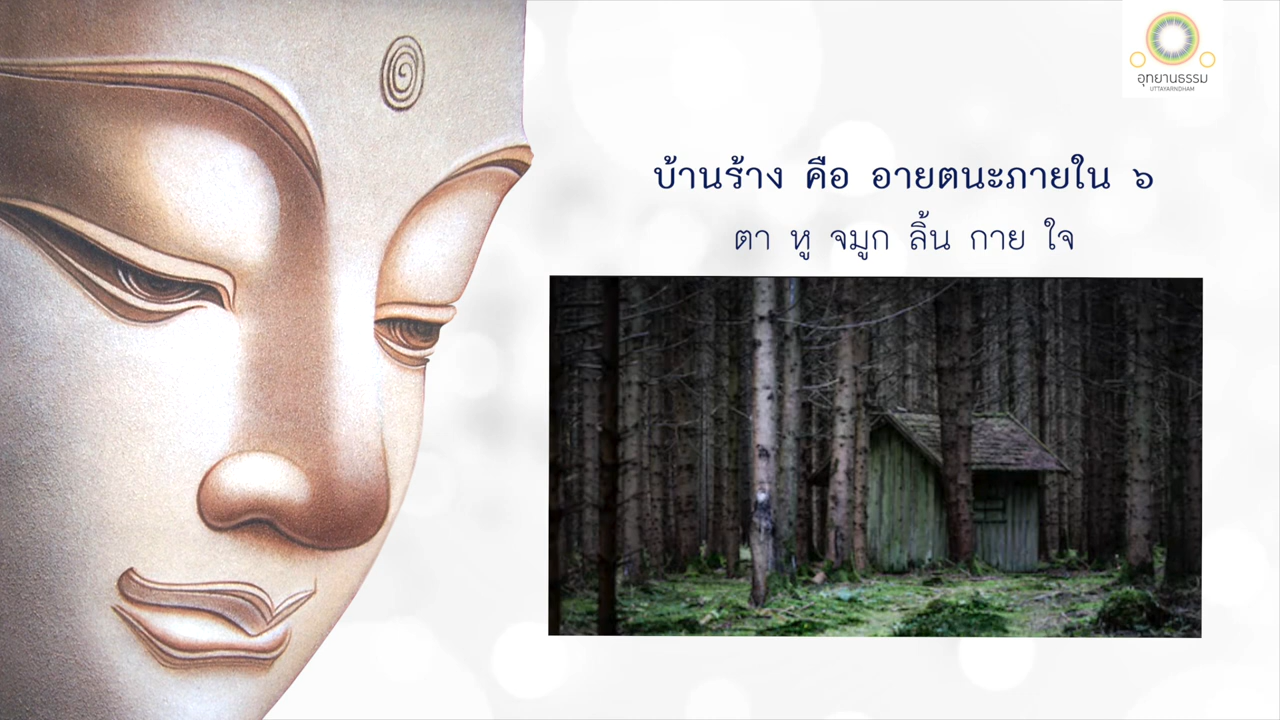 อุทยานธรรม
UTTAYARNDHAM
บ้านร้าง คือ อายตนะภายใน ๖
ตา หู จมูก ลิ้น กาย ใจ